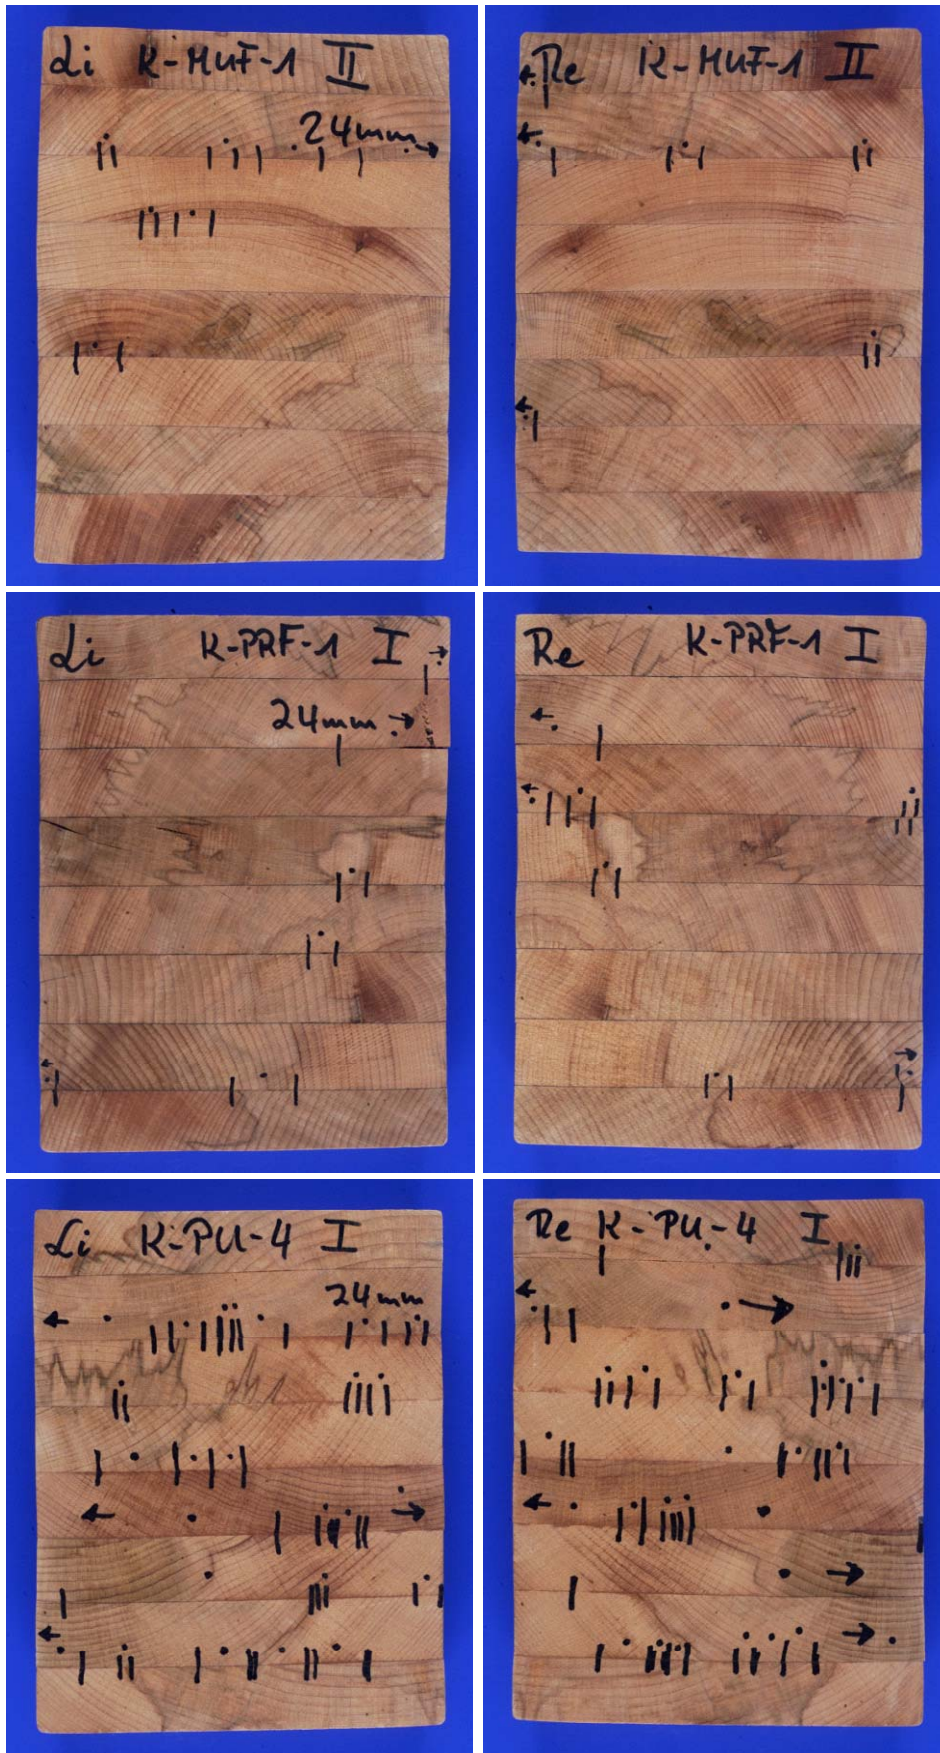 Li K-MUF-1 II
24mm
Re K-MUF-1 II
Li K-PRF-1 I
24mm
Re K-PRF-1 I
Li K-PU-4 I
24mm
Re K-PU-4 I